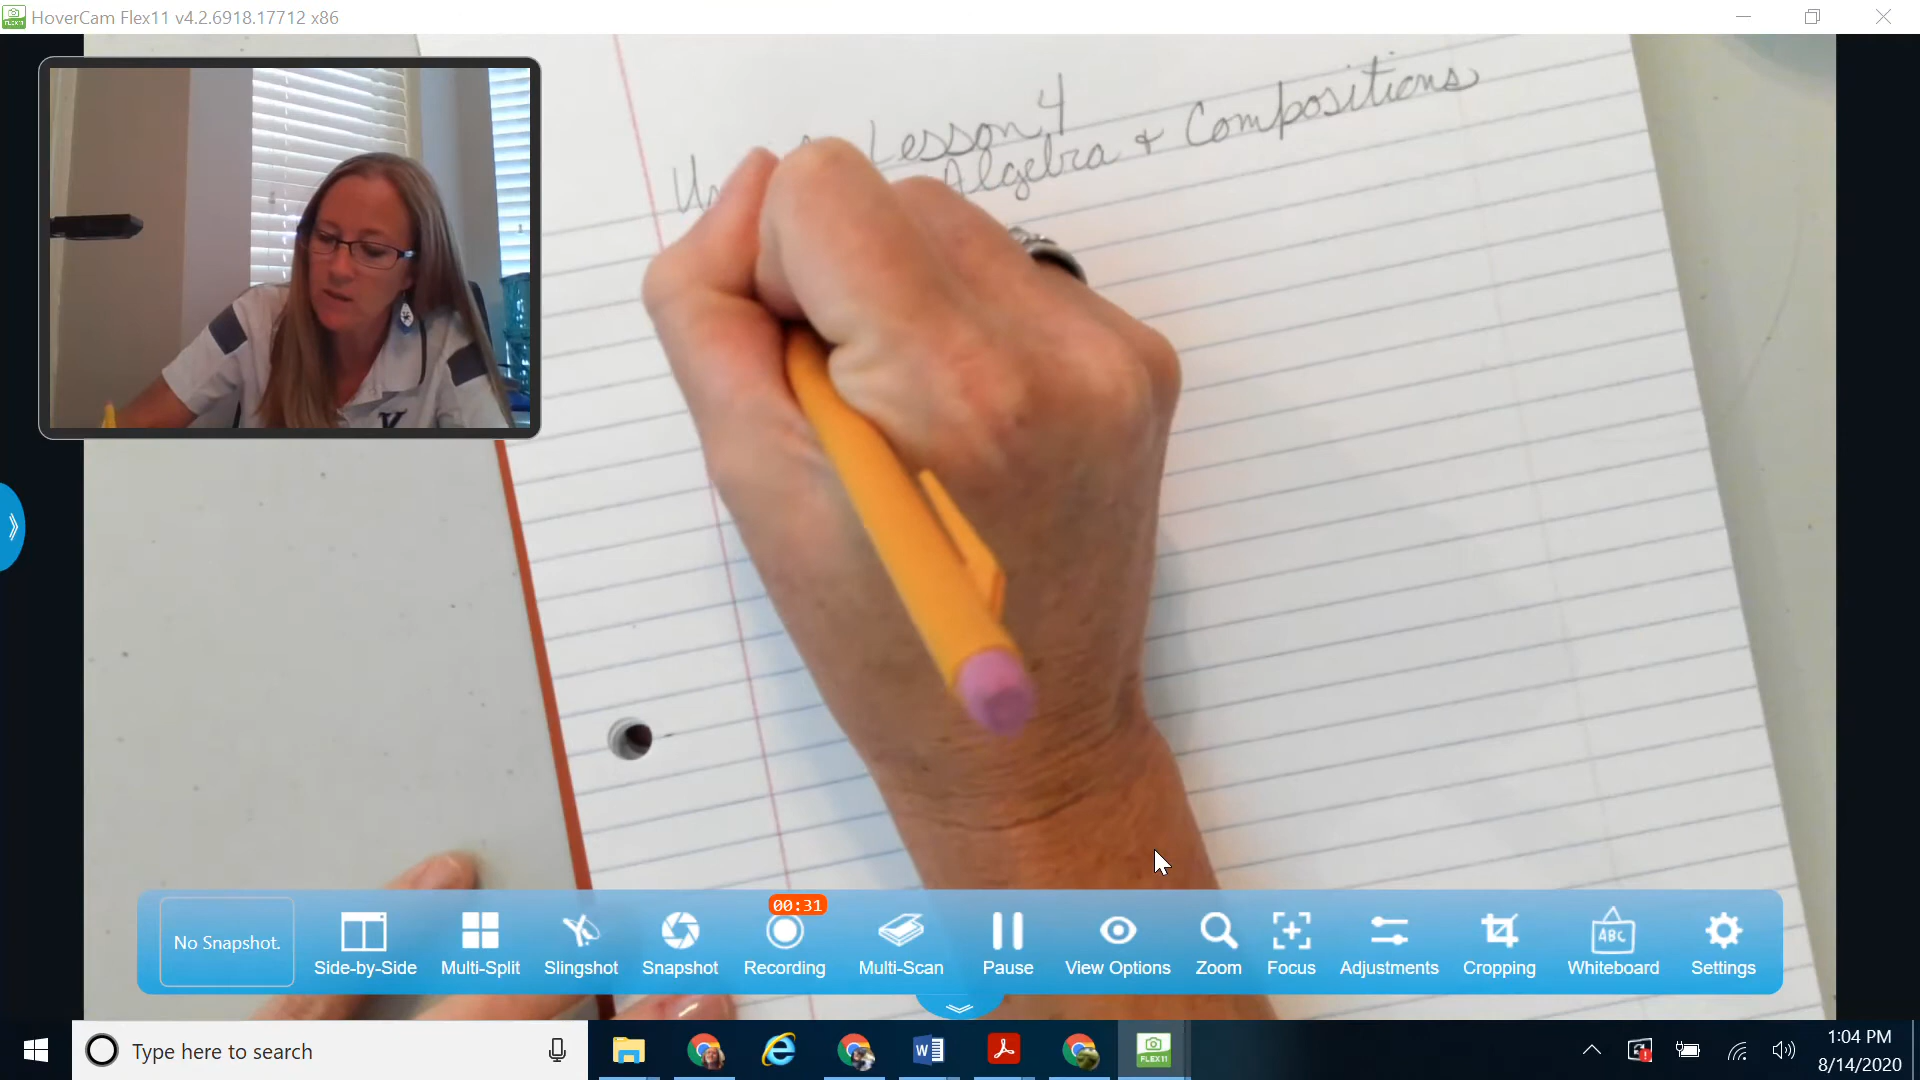 HoverCam Flex11 v4.2.6918.17712 x86
Lesson 4
Algebra + Compositions
00:31
No Snapshot.
Side-by-Side Multi-Split Slingshot Snapshot Recording Multi-Scan Pause View Options Zoom Focus Adjustments Cropping Whiteboard Settings
ABC
Type here to search
FLEX11
1:04 PM
8/14/2020